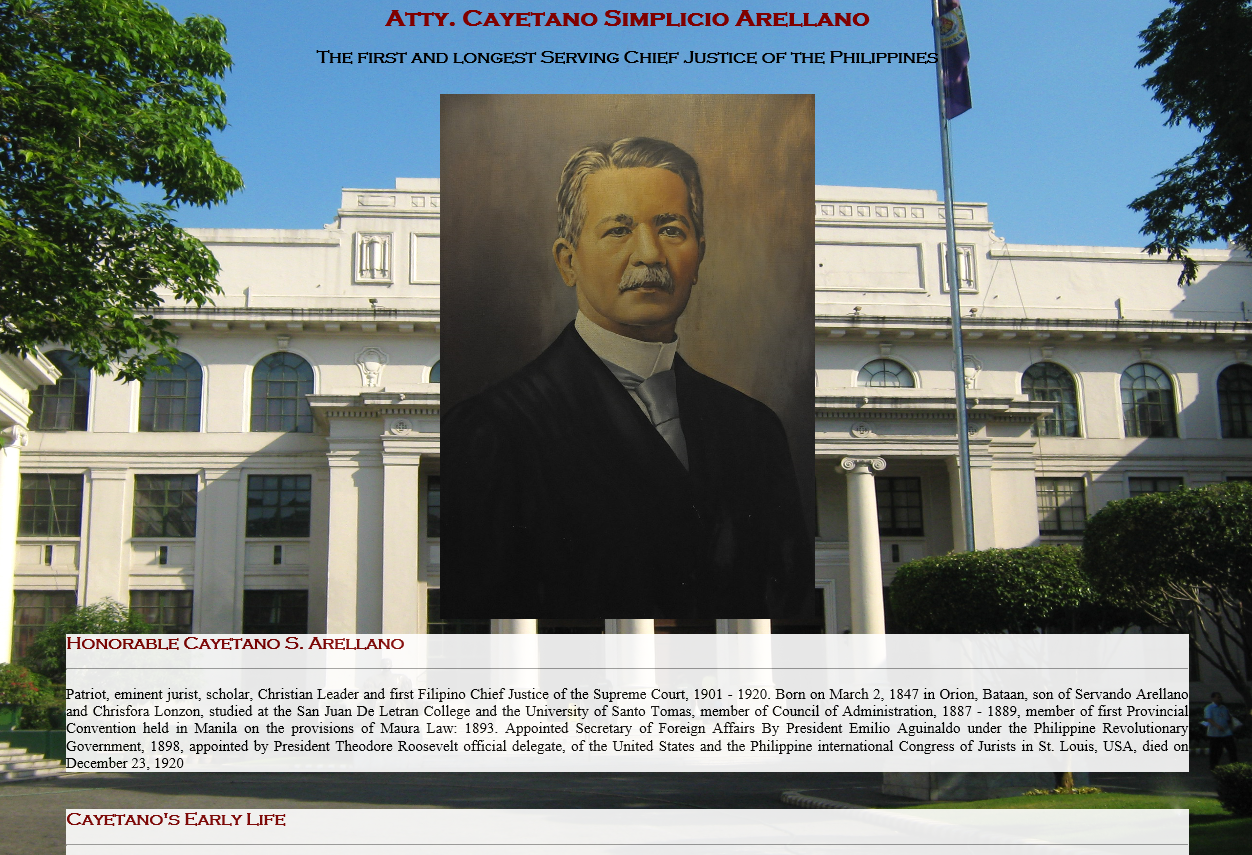 Atty. Cayetano Simplicio Arellano
The first and longest Serving Chief Justice of the Philippines
Honorable Cayetano S. Arellano
Patriot, eminent jurist, scholar, Christian Leader and first Filipino Chief Justice of the Supreme Court, 1901 - 1920. Born on March 2, 1847 in Orion, Bataan, son of Servando Arellano
and Chrisfora Lonzon, studied at the San Juan De Letran College and the University of Santo Tomas, member of Council of Administration, 1887 - 1889, member of first Provincial
Convention held in Manila on the provisions of Maura Law: 1893. Appointed Secretary of Foreign Affairs By President Emilio Aguinaldo under the Philippine Revolutionary
Government, 1898, appointed by President Theodore Roosevelt official delegate, of the United States and the Philippine international Congress of Jurists in St. Louis, USA, died on
December 23, 1920
Cayetano's Early Life